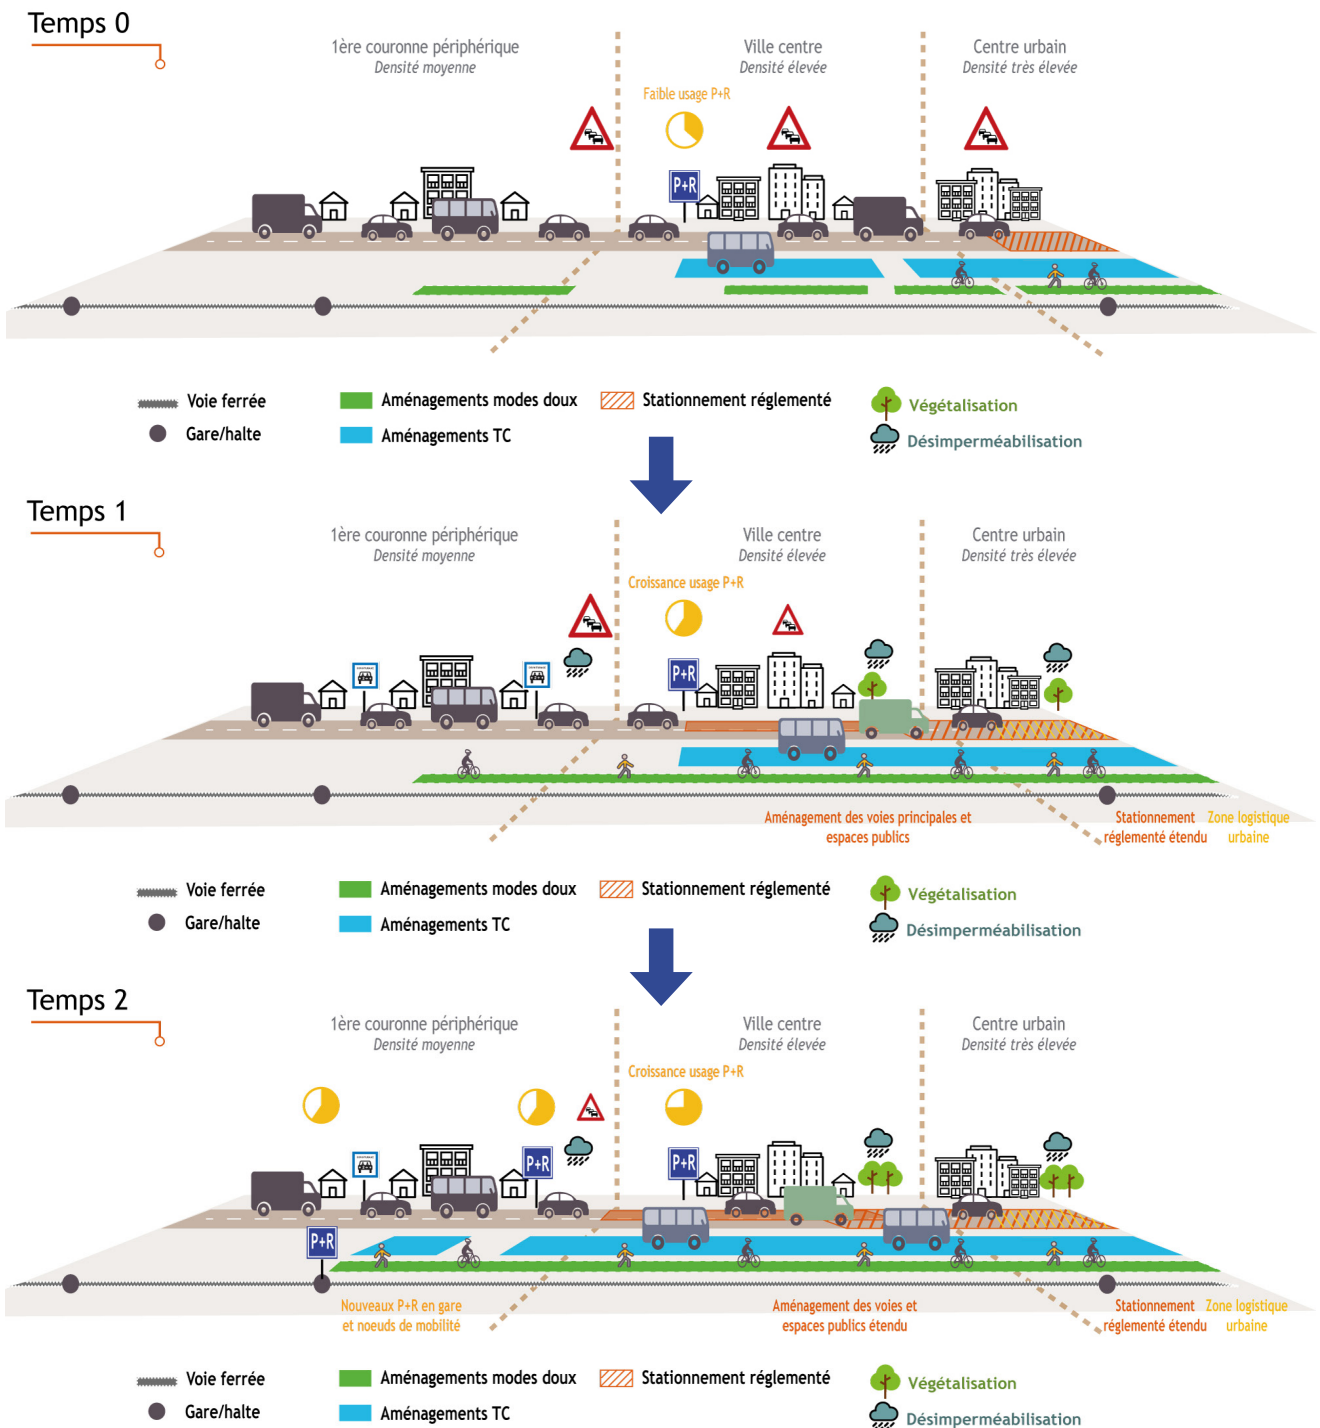 Temps 0
1ère couronne périphérique
Densité moyenne
Ville centre
Densité élevée
Centre urbain
Densité très élevée
Faible usage P+R
P+R
Voie ferrée
Aménagements modes doux
Stationnement réglementé
Végétalisation
Gare/halte
Aménagements TC
Désimperméabilisation
Temps 1
1ère couronne périphérique
Densité moyenne
Ville centre
Densité élevée
Centre urbain
Densité très élevée
Croissance usage P+R
P+R
Aménagement des voies principales et
espaces publics
Stationnement
réglementé étendu
Zone logistique
urbaine
Voie ferrée
Aménagements modes doux
Stationnement réglementé
Végétalisation
Gare/halte
Aménagements TC
Désimperméabilisation
Temps 2
1ère couronne périphérique
Densité moyenne
Ville centre
Densité élevée
Centre urbain
Densité très élevée
Croissance usage P+R
P+R
P+R
P+R
Nouveaux P+R en gare
et noeuds de mobilité
Aménagement des voies et
espaces publics étendu
Stationnement
réglementé étendu
Zone logistique
urbaine
Voie ferrée
Aménagements modes doux
Stationnement réglementé
Végétalisation
Gare/halte
Aménagements TC
Désimperméabilisation